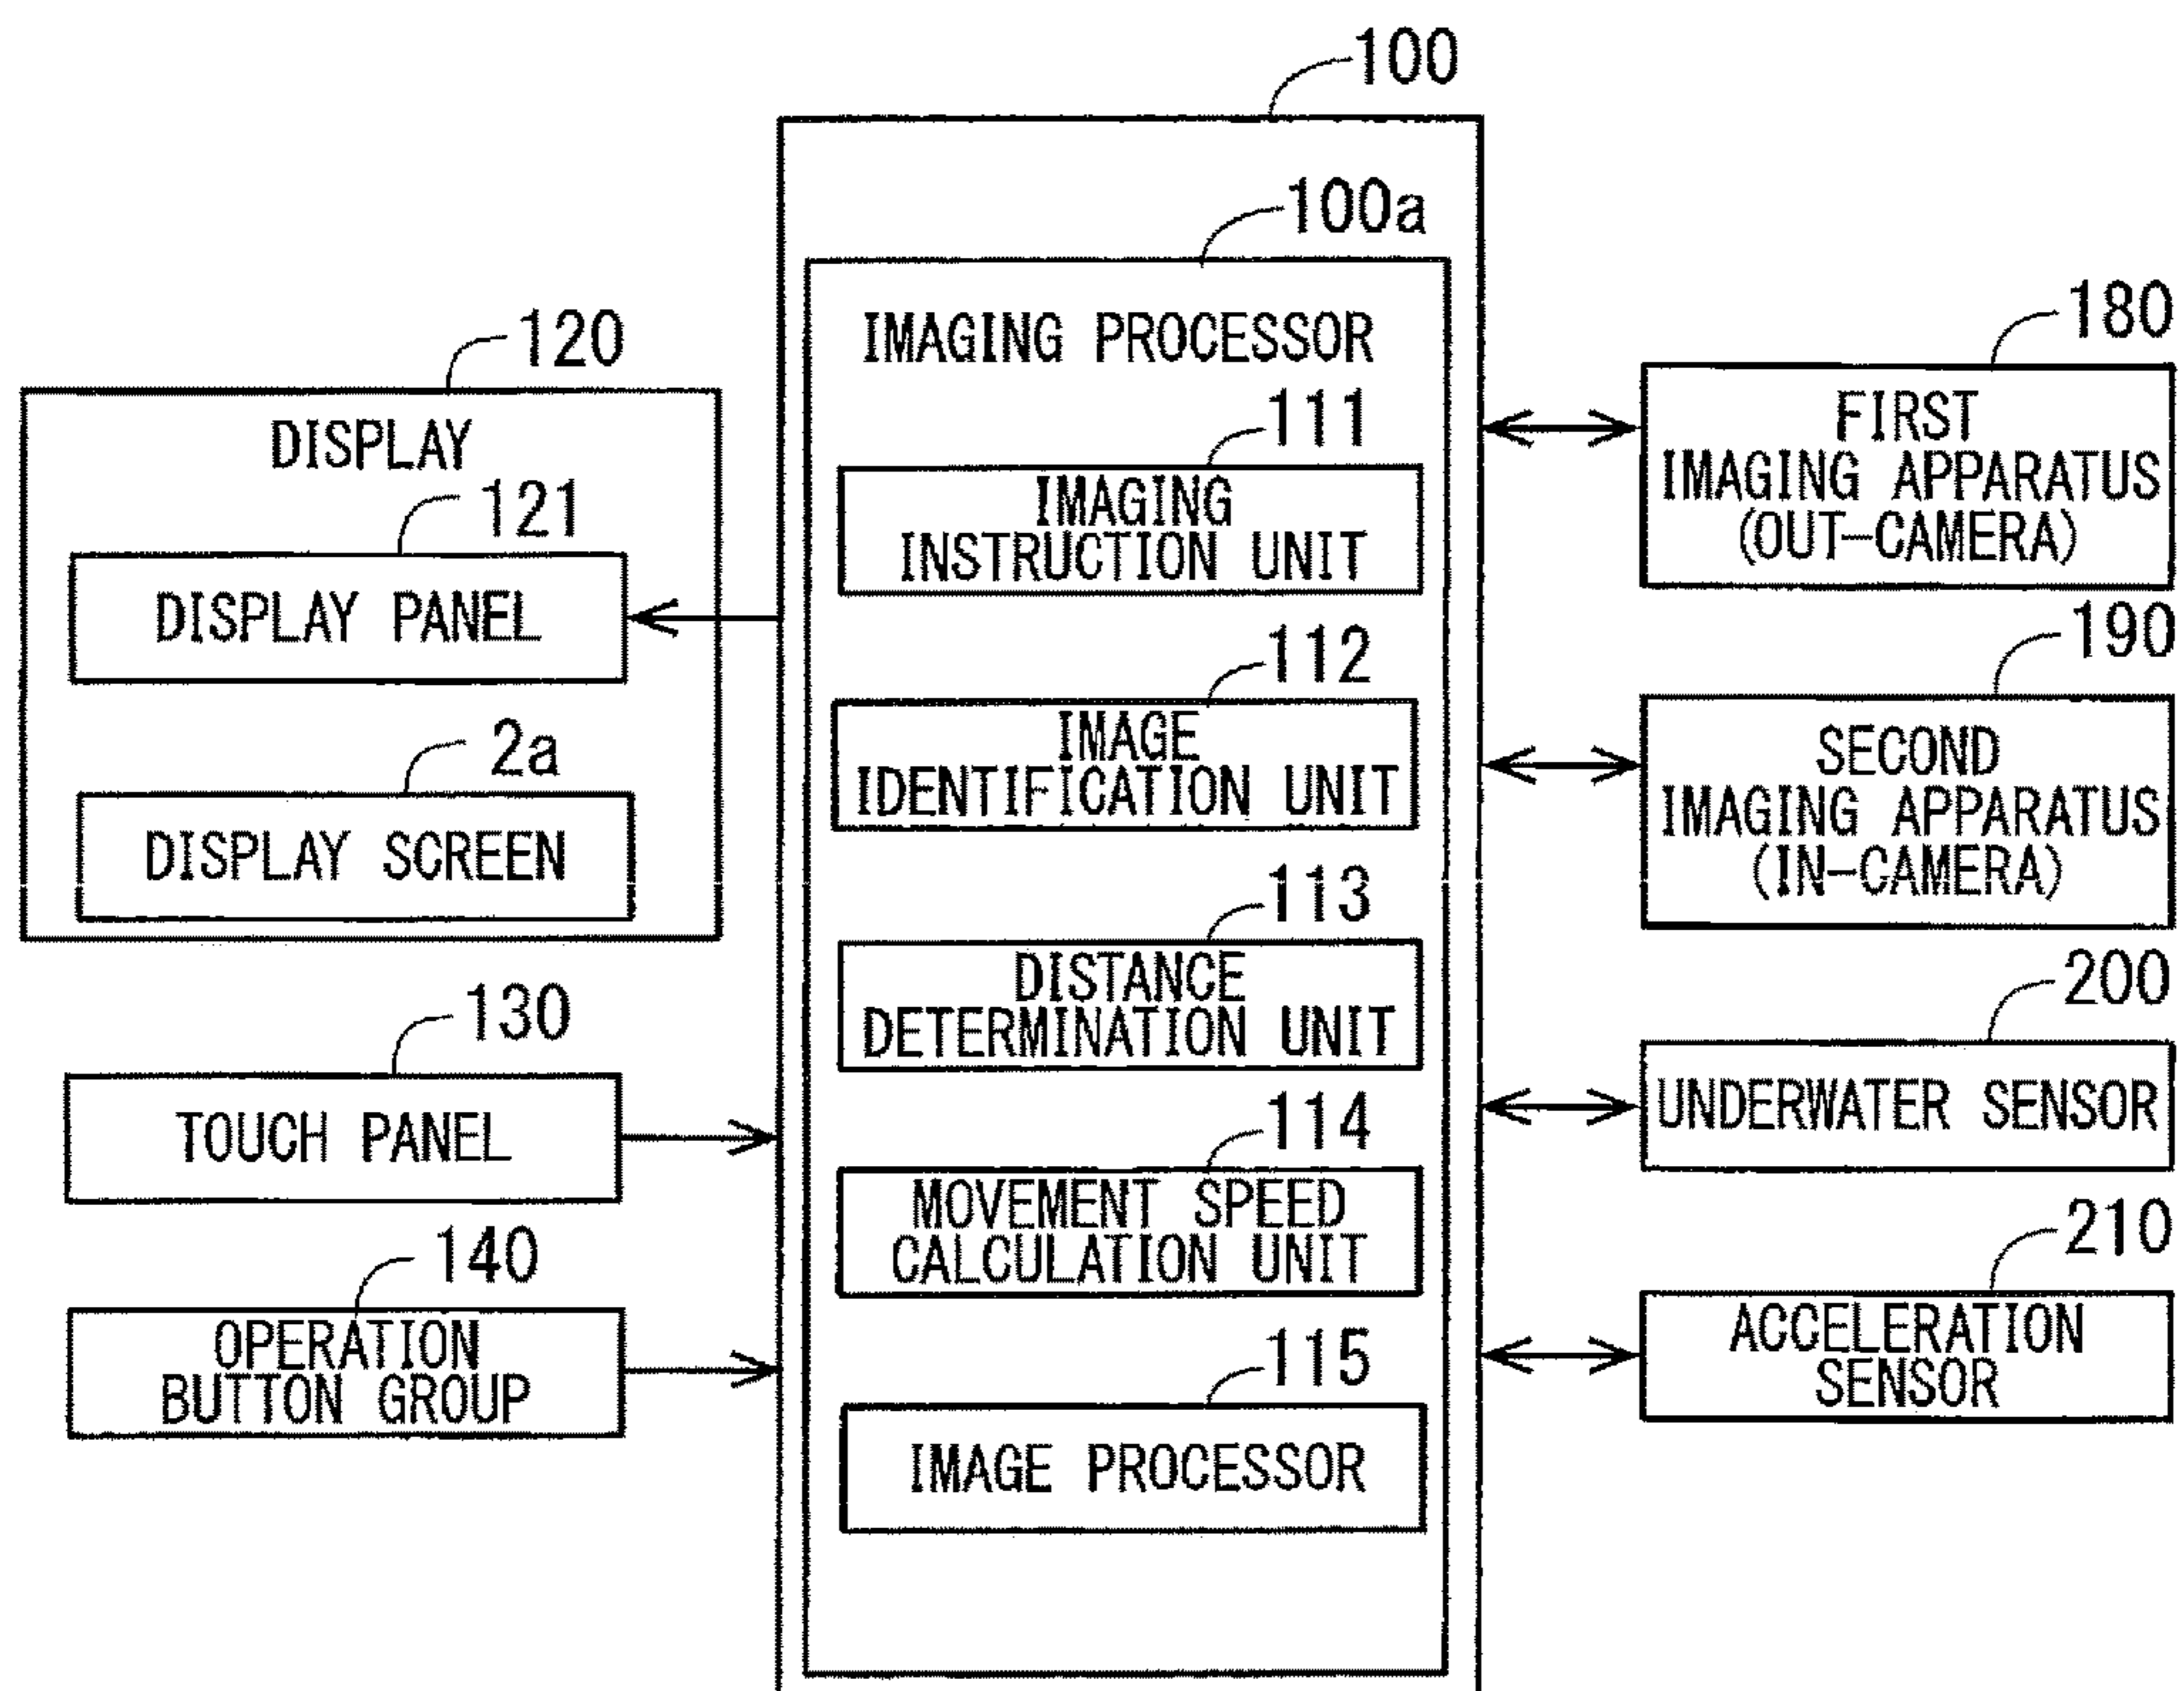 100
100a
IMAGING PROCESSOR
111
IMAGING
INSTRUCTION UNIT
112
IMAGE
IDENTIFICATION UNIT
113
DISTANCE
DETERMINATION UNIT
114
MOVEMENT SPEED
CALCULATION UNIT
115
IMAGE PROCESSOR
120
DISPLAY
121
DISPLAY PANEL
2a
DISPLAY SCREEN
130
TOUCH PANEL
140
OPERATION
BUTTON GROUP
180
FIRST
IMAGING APPARATUS
(OUT-CAMERA)
190
SECOND
IMAGING APPARATUS
(IN-CAMERA)
200
UNDERWATER SENSOR
210
ACCELERATION
SENSOR